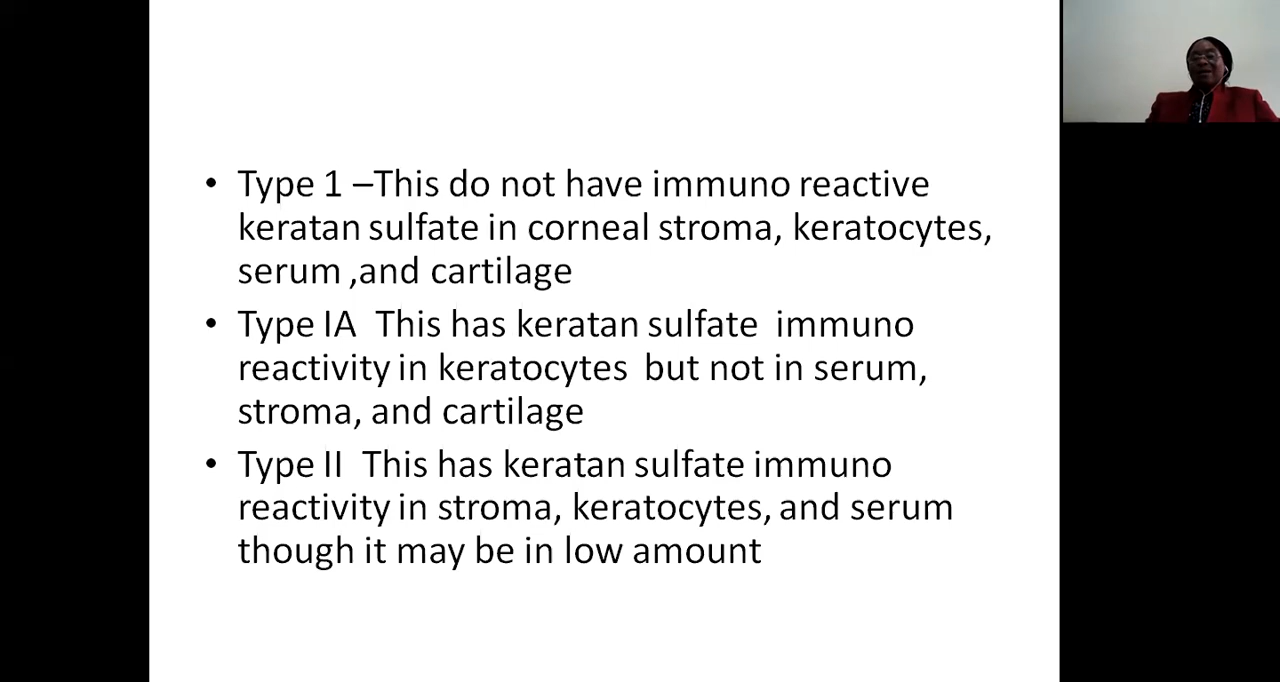 • Type 1 –This do not have immuno reactive
keratan sulfate in corneal stroma, keratocytes,
serum ,and cartilage
• Type IA  This has keratan sulfate  immuno
reactivity in keratocytes  but not in serum,
stroma, and cartilage
• Type II  This has keratan sulfate immuno
reactivity in stroma, keratocytes, and serum
though it may be in low amount